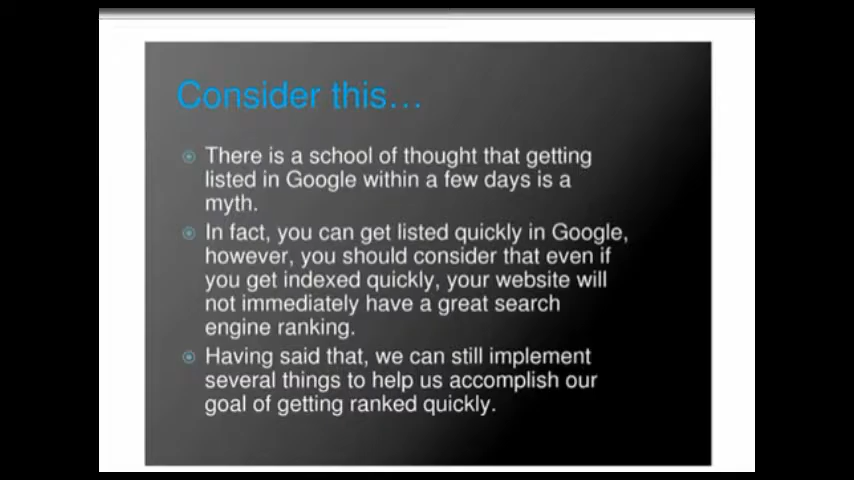 Consider this…
There is a school of thought that getting
listed in Google within a few days is a
myth.
In fact, you can get listed quickly in Google,
however, you should consider that even if
you get indexed quickly, your website will
not immediately have a great search
engine ranking.
Having said that, we can still implement
several things to help us accomplish our
goal of getting ranked quickly.